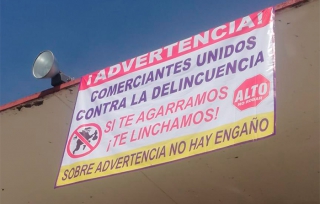 ¡ADVERTENCIA!
COMERCIANTES UNIDOS
CONTRA LA DELINCUENCIA
SI TE AGARRAMOS
¡TE LINCHAMOS!
ALTO
SOBRE ADVERTENCIA NO HAY ENGAÑO